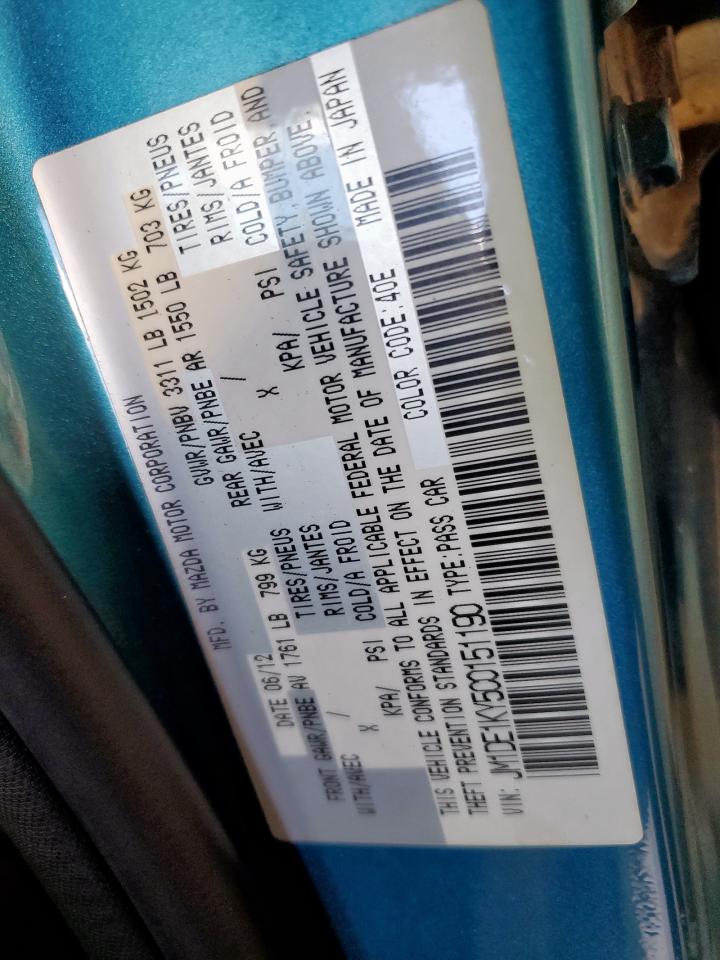 MFD. BY MAZDA MOTOR CORPORATION
DATE 06/12 GVWR/PNBV 3311 LB 1502 KG
FRONT GAWR/PNBE AV 1761 LB 799 KG REAR GAWR/PNBE AR 1550 LB 703 KG
WITH/AVEC / TIRES/PNEUS WITH/AVEC / TIRES/PNEUS
X RIMS/JANTES X RIMS/JANTES
KPA/ PSI COLD/A FROID KPA/ PSI COLD/A FROID
THIS VEHICLE CONFORMS TO ALL APPLICABLE FEDERAL MOTOR VEHICLE SAFETY, BUMPER, AND
THEFT PREVENTION STANDARDS IN EFFECT ON THE DATE OF MANUFACTURE SHOWN ABOVE.
VIN: JM1DE1KY5C0151190 TYPE:PASS CAR COLOR CODE:40E MADE IN JAPAN